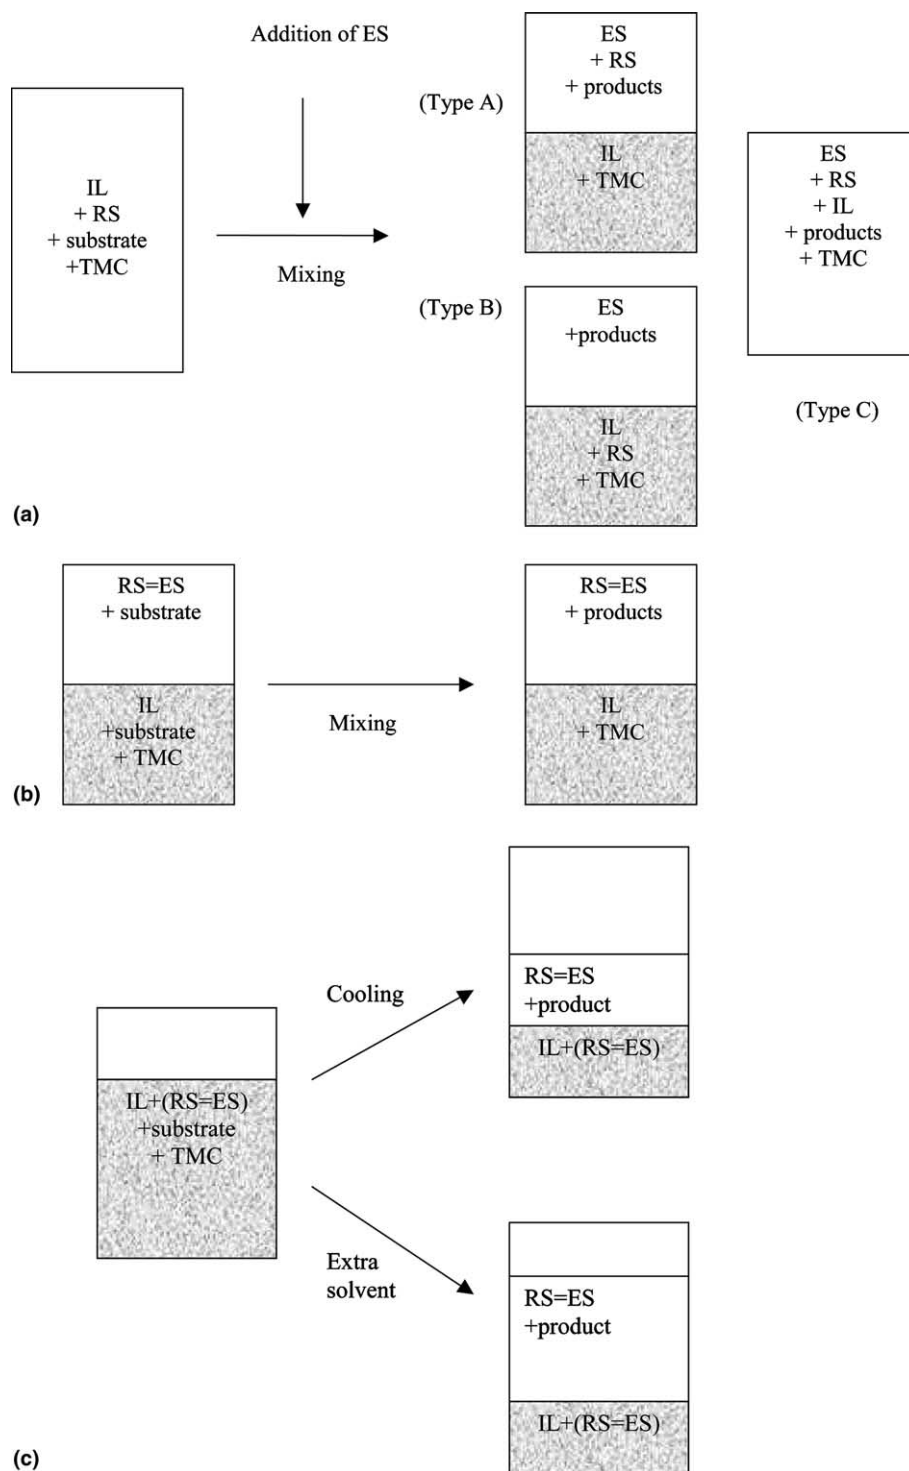 Addition of ES
IL
+ RS
+ substrate
+TMC
Mixing
(Type A)
ES
+ RS
+ products
IL
+ TMC
(Type B)
ES
+products
IL
+ RS
+ TMC
ES
+ RS
+ IL
+ products
+ TMC
(Type C)
(a)
RS=ES
+ substrate
IL
+substrate
+ TMC
Mixing
RS=ES
+ products
IL
+ TMC
(b)
IL+(RS=ES)
+substrate
+ TMC
Cooling
RS=ES
+product
IL+(RS=ES)
Extra
solvent
RS=ES
+product
IL+(RS=ES)
(c)